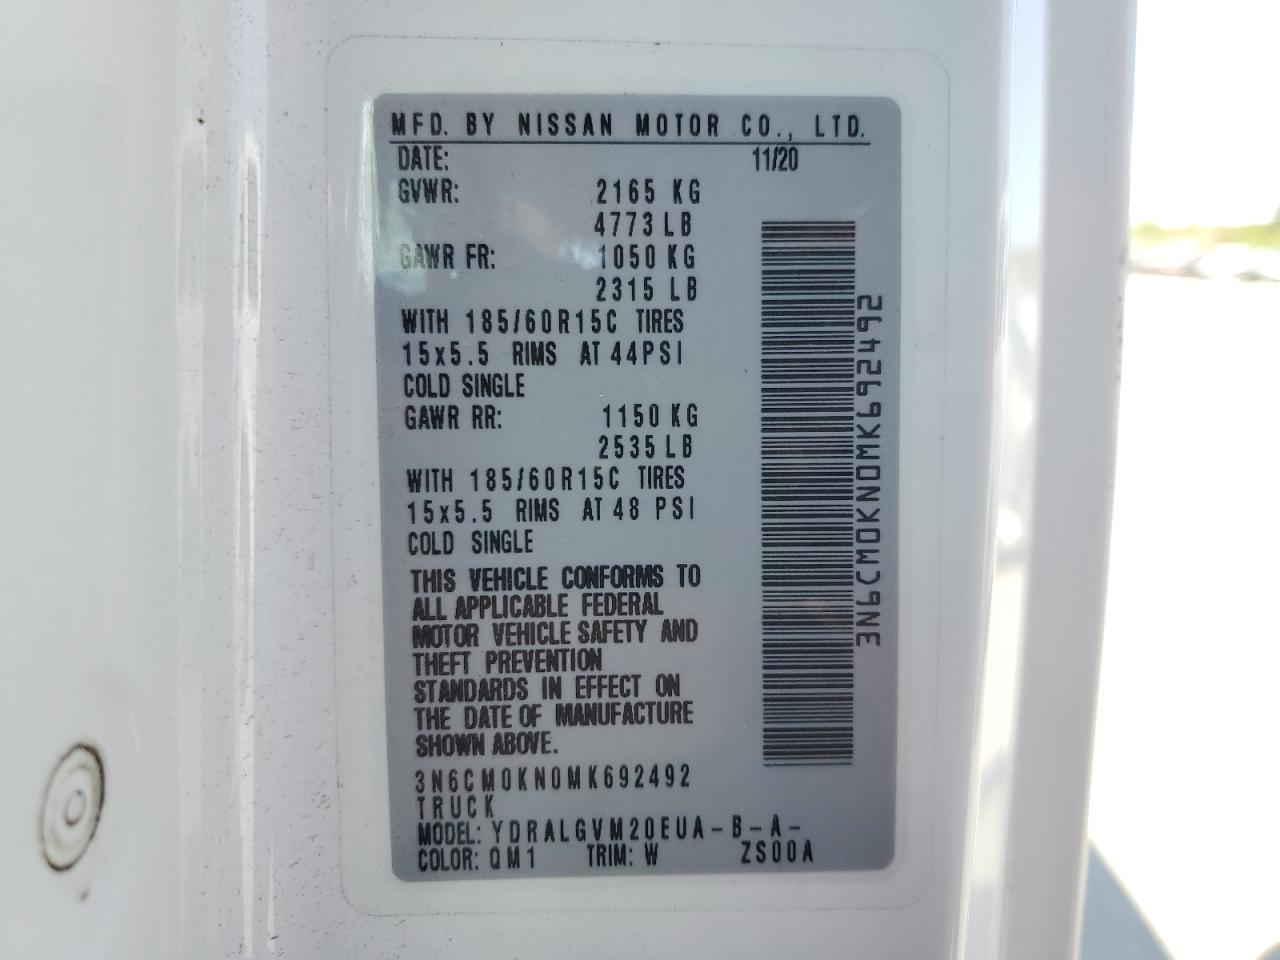 MFD. BY NISSAN MOTOR CO., LTD.
DATE: 11/20
GVWR: 2165 KG
4773 LB
GAWR FR: 1050 KG
2315 LB
WITH 185/60R15C TIRES
15x5.5 RIMS AT 44PSI
COLD SINGLE
GAWR RR: 1150 KG
2535 LB
WITH 185/60R15C TIRES
15x5.5 RIMS AT 48 PSI
COLD SINGLE
THIS VEHICLE CONFORMS TO
ALL APPLICABLE FEDERAL
MOTOR VEHICLE SAFETY AND
THEFT PREVENTION
STANDARDS IN EFFECT ON
THE DATE OF MANUFACTURE
SHOWN ABOVE.
3N6CM0KN0MK692492
TRUCK
MODEL: YDRALGVM20EUA-B-A-
COLOR: QM1 TRIM: W ZS00A
3N6CM0KN0MK692492